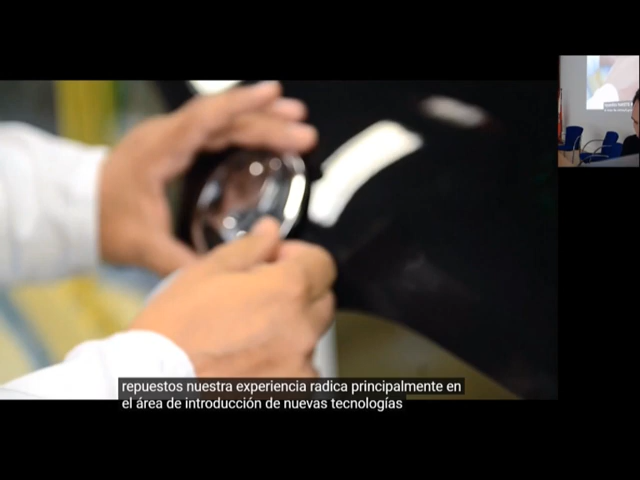 repuestos nuestra experiencia radica principalmente en
el área de introducción de nuevas tecnologías